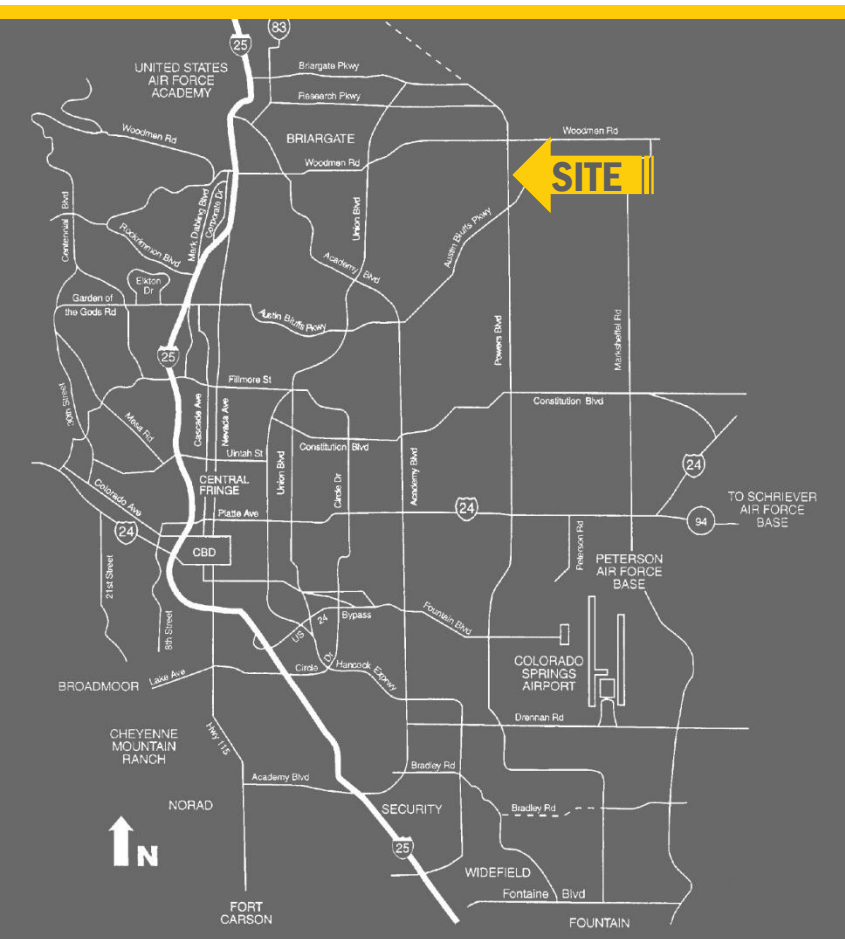 83
25
UNITED STATES
AIR FORCE
ACADEMY
Briargate Pkwy
Research Pkwy
Woodmen Rd
BRIARGATE
Woodmen Rd
Woodmen Rd
SITE
Centennial Blvd
Rockrimmon Blvd
Mark Dabling Blvd
Corporate Dr
Union Blvd
Academy Blvd
Austin Bluffs Pkwy
Elkton
Dr
Garden of
the Gods Rd
Austin Bluffs Pkwy
Powers Blvd
Marksheffel Rd
25
Fillmore St
30th Street
Mesa Rd
Cascade Ave
Nevada Ave
Constitution Blvd
Uintah St
Constitution Blvd
Union Blvd
Circle Dr
Academy Blvd
24
CENTRAL
FRINGE
Colorado Ave
Platte Ave
24
94
TO SCHRIEVER
AIR FORCE
BASE
24
CBD
Peterson Rd
PETERSON
AIR FORCE
BASE
21st Street
8th Street
US 24 Bypass
Fountain Blvd
BROADMOOR
Lake Ave
Circle Dr
Hancock Exprwy
COLORADO
SPRINGS
AIRPORT
Drennan Rd
CHEYENNE
MOUNTAIN
RANCH
Hwy 115
Academy Blvd
Bradley Rd
NORAD
SECURITY
Bradley Rd
N
25
WIDEFIELD
Fontaine Blvd
FORT
CARSON
FOUNTAIN